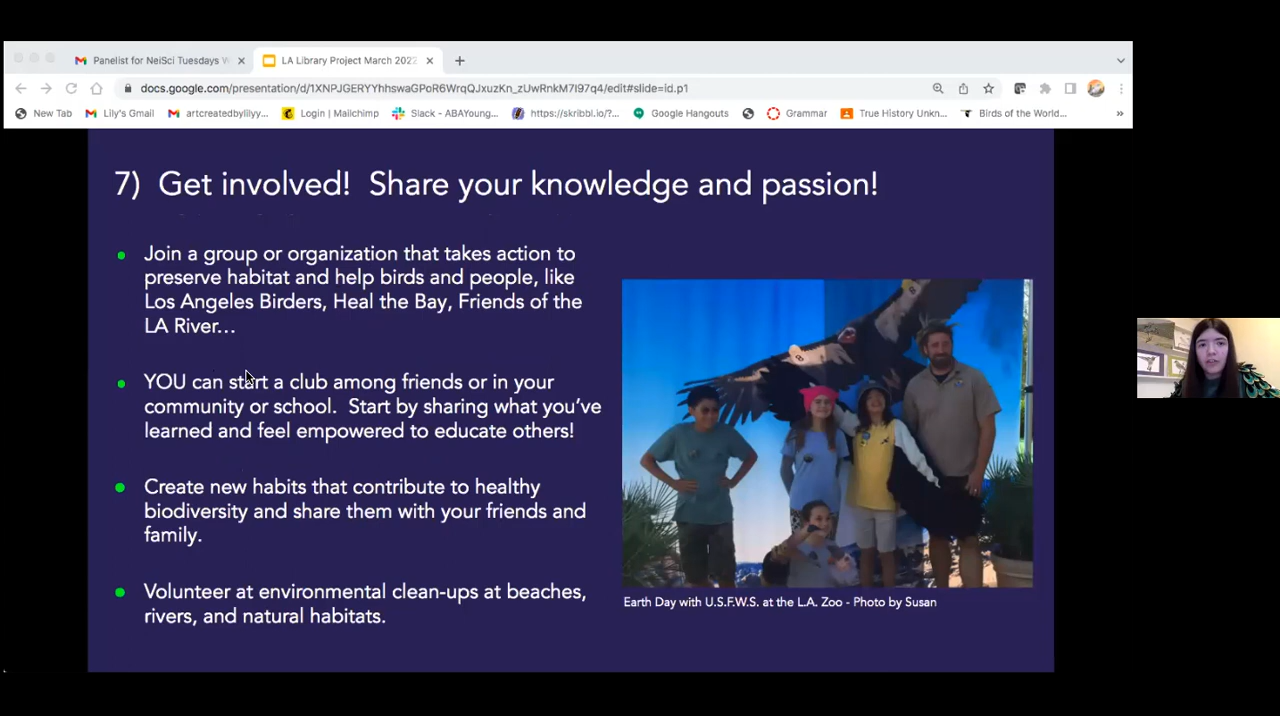 Panelist for NeiSci Tuesdays W
LA Library Project March 2022
docs.google.com/presentation/d/1XNPJGERYYhhswaGPoR6WrqQJxuzKn_zUwRnkM7I97q4/edit#slide=id.p1
New Tab Lily's Gmail artcreatedbylilyy... Login | Mailchimp Slack - ABAYoung... https://skribbl.io/?... Google Hangouts Grammar True History Unkn... Birds of the World... »
7) Get involved! Share your knowledge and passion!
Join a group or organization that takes action to
preserve habitat and help birds and people, like
Los Angeles Birders, Heal the Bay, Friends of the
LA River…
YOU can start a club among friends or in your
community or school. Start by sharing what you've
learned and feel empowered to educate others!
Create new habits that contribute to healthy
biodiversity and share them with your friends and
family.
Volunteer at environmental clean-ups at beaches,
rivers, and natural habitats.
Earth Day with U.S.F.W.S. at the L.A. Zoo - Photo by Susan